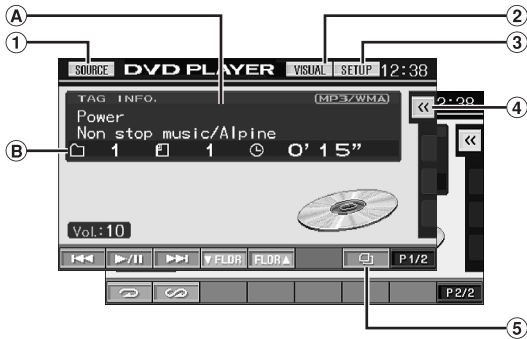 A
2
1
3
SOURCE DVD PLAYER VISUAL SETUP 12:38
TAG INFO. (MP3/WMA)
«
4
Power
Non stop music/Alpine
«
B
1 1 0'15"
Vol.:10
▼FLDR FLDR▲ P1/2
P2/2
5